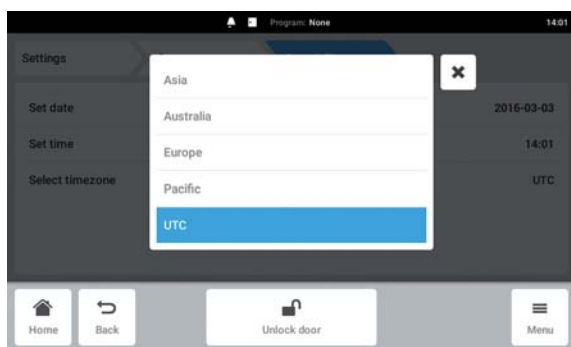 Program: None
14:01
Settings
Asia
Set date
2016-03-03
Australia
Set time
14:01
Europe
Select timezone
UTC
Pacific
UTC
Home
Back
Unlock door
Menu